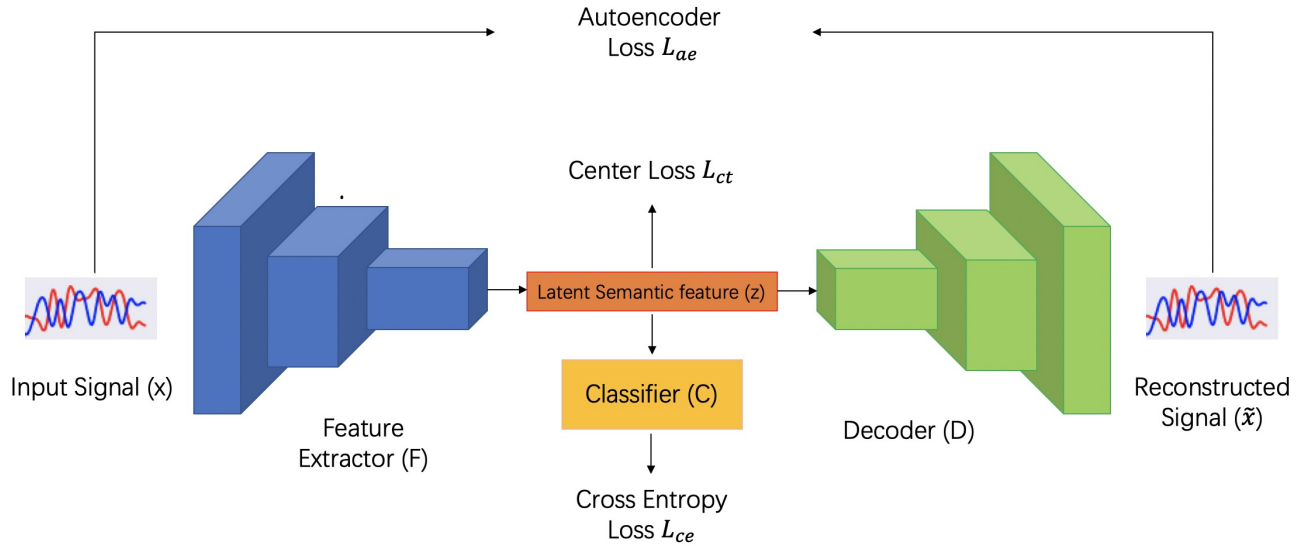 Autoencoder
Loss L_ae
Center Loss L_ct
Latent Semantic feature (z)
Input Signal (x)
Feature
Extractor (F)
Classifier (C)
Decoder (D)
Reconstructed
Signal (x̃)
Cross Entropy
Loss L_ce